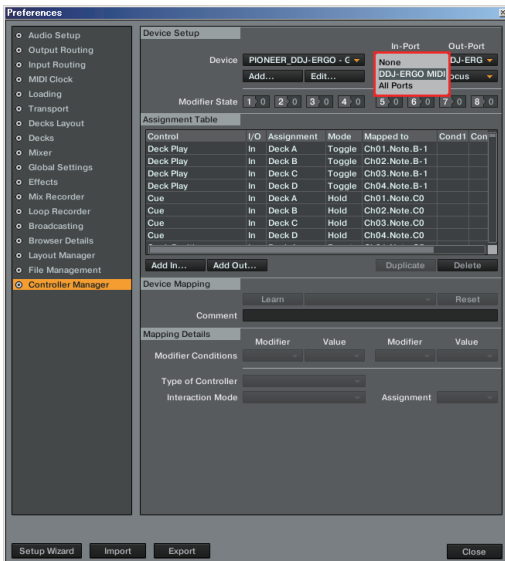 Preferences
Audio Setup
Output Routing
Input Routing
MIDI Clock
Loading
Transport
Decks Layout
Decks
Mixer
Global Settings
Effects
Mix Recorder
Loop Recorder
Broadcasting
Browser Details
Layout Manager
File Management
Controller Manager
Device Setup
In-Port Out-Port
Device PIONEER_DDJ-ERGO - DJ-ERG
None
DDJ-ERGO MIDI
All Ports
Add... Edit... ocus
Modifier State 1 0 2 0 3 0 4 0 5 0 6 0 7 0 8 0
Assignment Table
Control I/O Assignment Mode Mapped to Cond1 Con
Deck Play In Deck A Toggle Ch01.Note.B-1
Deck Play In Deck B Toggle Ch02.Note.B-1
Deck Play In Deck C Toggle Ch03.Note.B-1
Deck Play In Deck D Toggle Ch04.Note.B-1
Cue In Deck A Hold Ch01.Note.C0
Cue In Deck B Hold Ch02.Note.C0
Cue In Deck C Hold Ch03.Note.C0
Cue In Deck D Hold Ch04.Note.C0
Add In... Add Out... Duplicate Delete
Device Mapping
Learn Reset
Comment
Mapping Details
Modifier Value Modifier Value
Modifier Conditions
Type of Controller
Interaction Mode Assignment
Setup Wizard Import Export Close